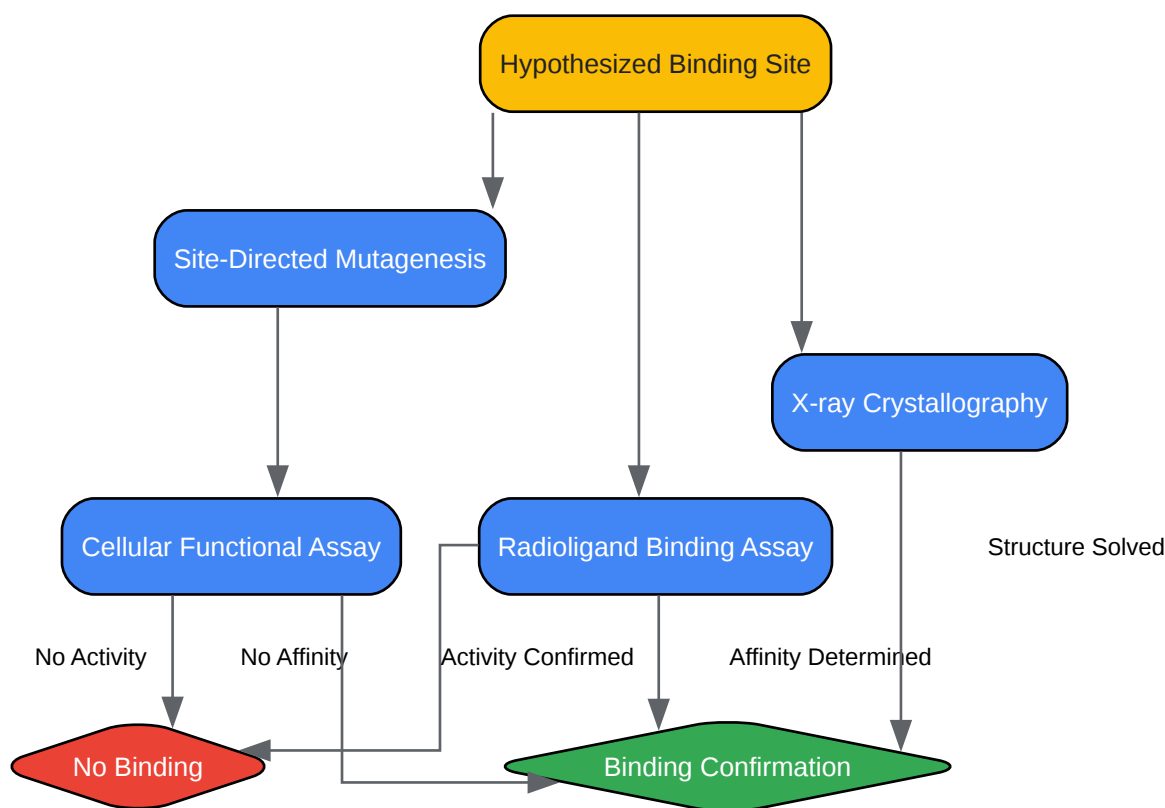 Hypothesized Binding Site
Site-Directed Mutagenesis
X-ray Crystallography
Cellular Functional Assay
Radioligand Binding Assay
Structure Solved
No Activity
No Affinity
Activity Confirmed
Affinity Determined
No Binding
Binding Confirmation